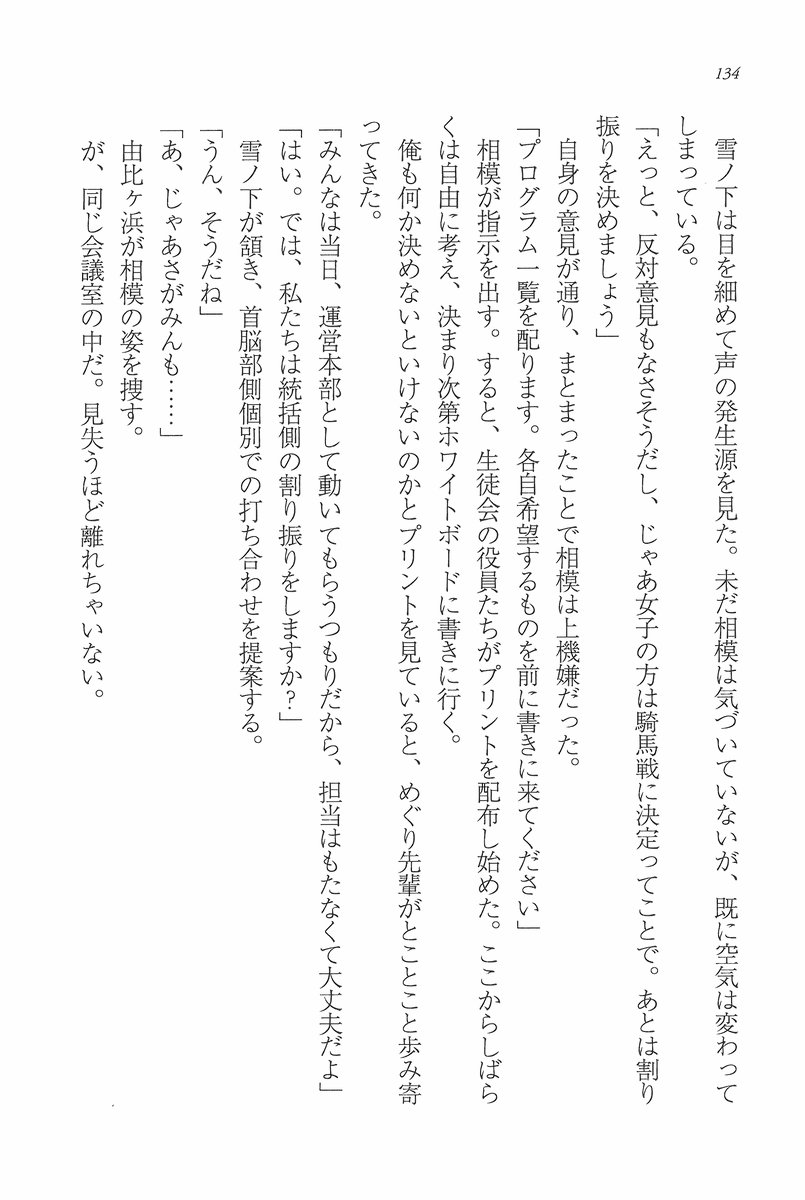 134
雪ノ下は目を細めて声の発生源を見た。未だ相模は気づいていないが、既に空気は変わって
しまっている。
「えっと、反対意見もなさそうだし、じゃあ女子の方は騎馬戦に決定ってことで。あとは割り
振りを決めましょう」
自身の意見が通り、まとまったことで相模は上機嫌だった。
「プログラム一覧を配ります。各自希望するものを前に書きに来てください」
相模が指示を出す。すると、生徒会の役員たちがプリントを配布し始めた。ここからしばら
くは自由に考え、決まり次第ホワイトボードに書きに行く。
俺も何か決めないといけないのかとプリントを見ていると、めぐり先輩がとことこと歩み寄
ってきた。
「みんなは当日、運営本部として動いてもらうつもりだから、担当はもたなくて大丈夫だよ」
「はい。では、私たちは統括側の割り振りをしますか?」
雪ノ下が頷き、首脳部側個別での打ち合わせを提案する。
「うん、そうだね」
「あ、じゃあさがみんも……」
由比ヶ浜が相模の姿を捜す。
が、同じ会議室の中だ。見失うほど離れちゃいない。